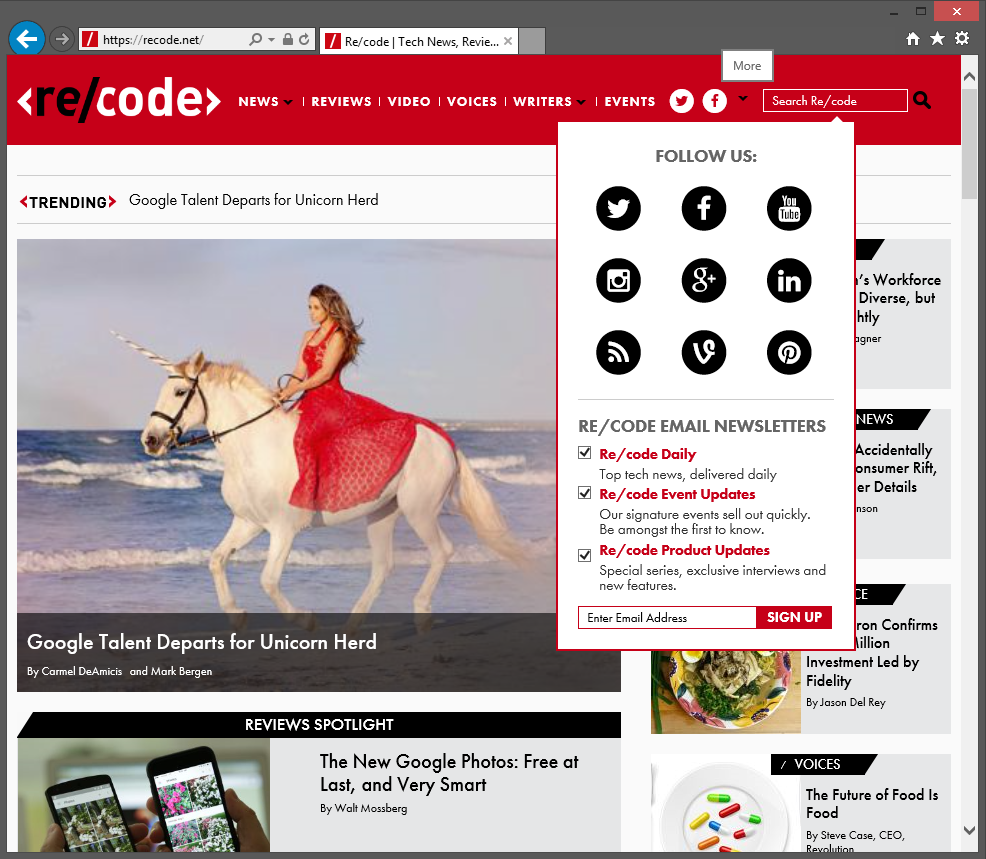 https://recode.net/
Re/code | Tech News, Revie...
More
<re/code>
NEWS
REVIEWS
VIDEO
VOICES
WRITERS
EVENTS
Search Re/code
<TRENDING>
Google Talent Departs for Unicorn Herd
FOLLOW US:
You
Tube
g+
in
RE/CODE EMAIL NEWSLETTERS
Re/code Daily
Top tech news, delivered daily
Re/code Event Updates
Our signature events sell out quickly.
Be amongst the first to know.
Re/code Product Updates
Special series, exclusive interviews and
new features.
Enter Email Address
SIGN UP
Google Talent Departs for Unicorn Herd
By Carmel DeAmicis and Mark Bergen
REVIEWS SPOTLIGHT
The New Google Photos: Free at
Last, and Very Smart
By Walt Mossberg
's Workforce
Diverse, but
NEWS
Accidentally
Rift,
er Details
Confirms
Million
Investment Led by
Fidelity
By Jason Del Rey
/ VOICES
The Future of Food Is
Food
By Steve Case, CEO,
Revolution